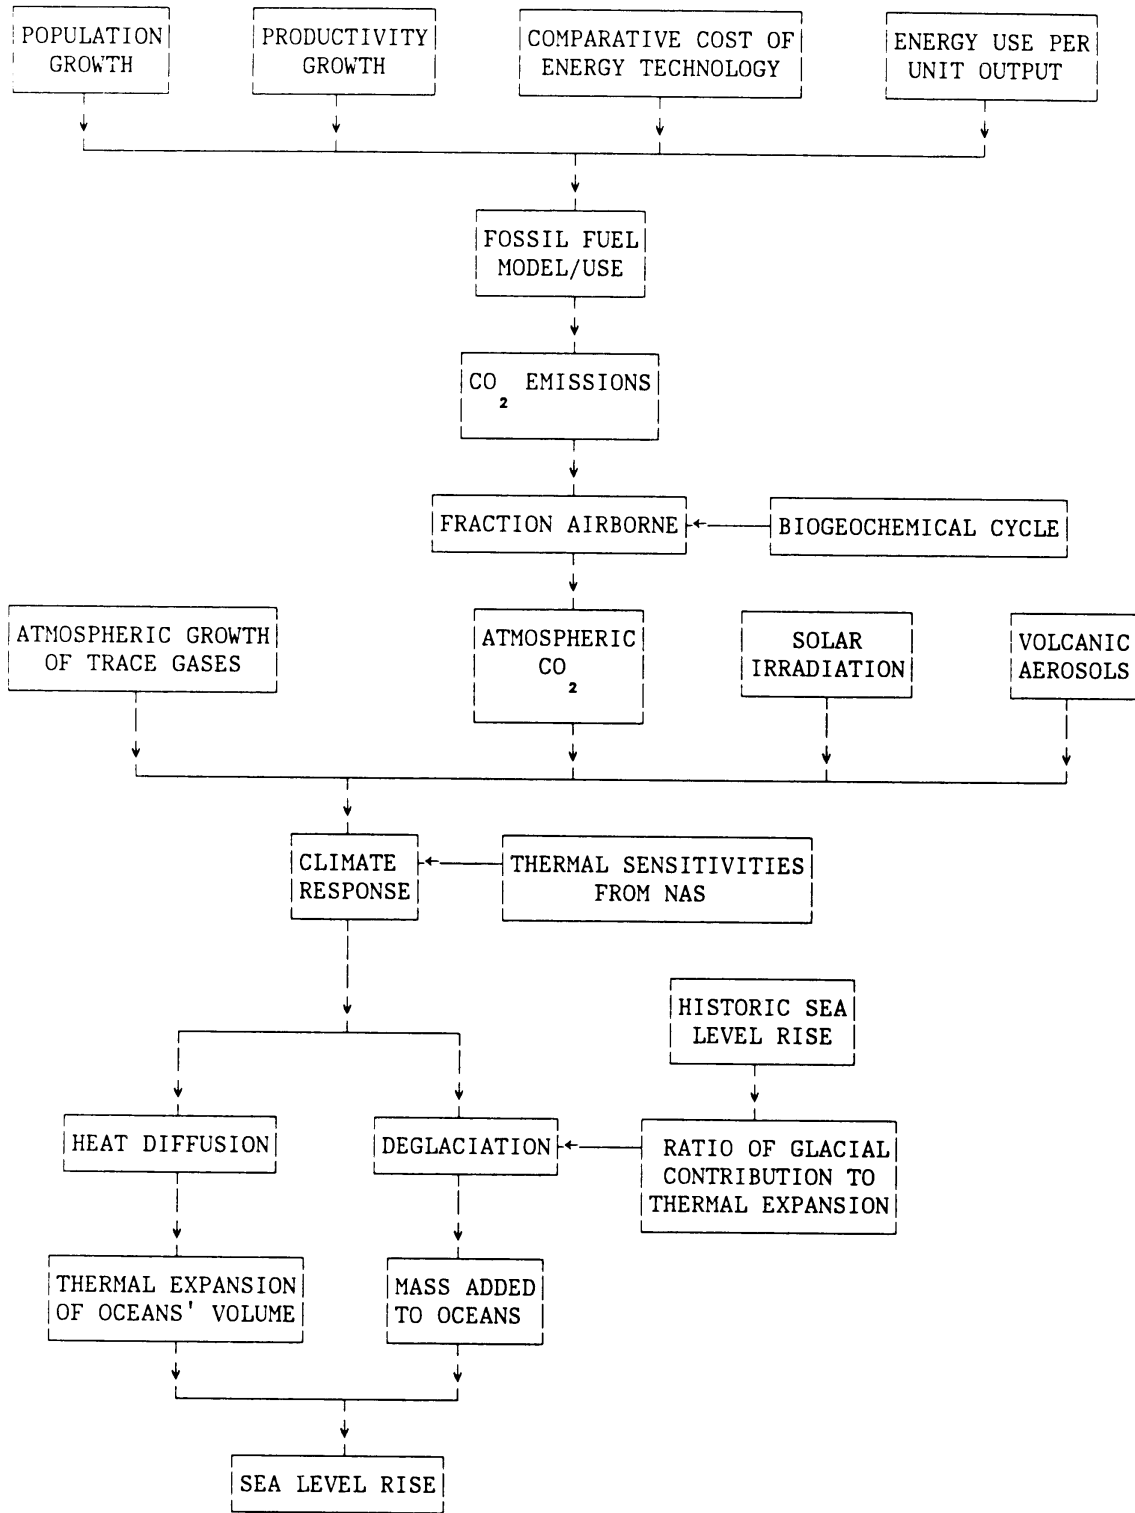 POPULATION
GROWTH
PRODUCTIVITY
GROWTH
COMPARATIVE COST OF
ENERGY TECHNOLOGY
ENERGY USE PER
UNIT OUTPUT
FOSSIL FUEL
MODEL/USE
CO2 EMISSIONS
FRACTION AIRBORNE
BIOGEOCHEMICAL CYCLE
ATMOSPHERIC GROWTH
OF TRACE GASES
ATMOSPHERIC
CO2
SOLAR
IRRADIATION
VOLCANIC
AEROSOLS
CLIMATE
RESPONSE
THERMAL SENSITIVITIES
FROM NAS
HISTORIC SEA
LEVEL RISE
HEAT DIFFUSION
DEGLACIATION
RATIO OF GLACIAL
CONTRIBUTION TO
THERMAL EXPANSION
THERMAL EXPANSION
OF OCEANS' VOLUME
MASS ADDED
TO OCEANS
SEA LEVEL RISE